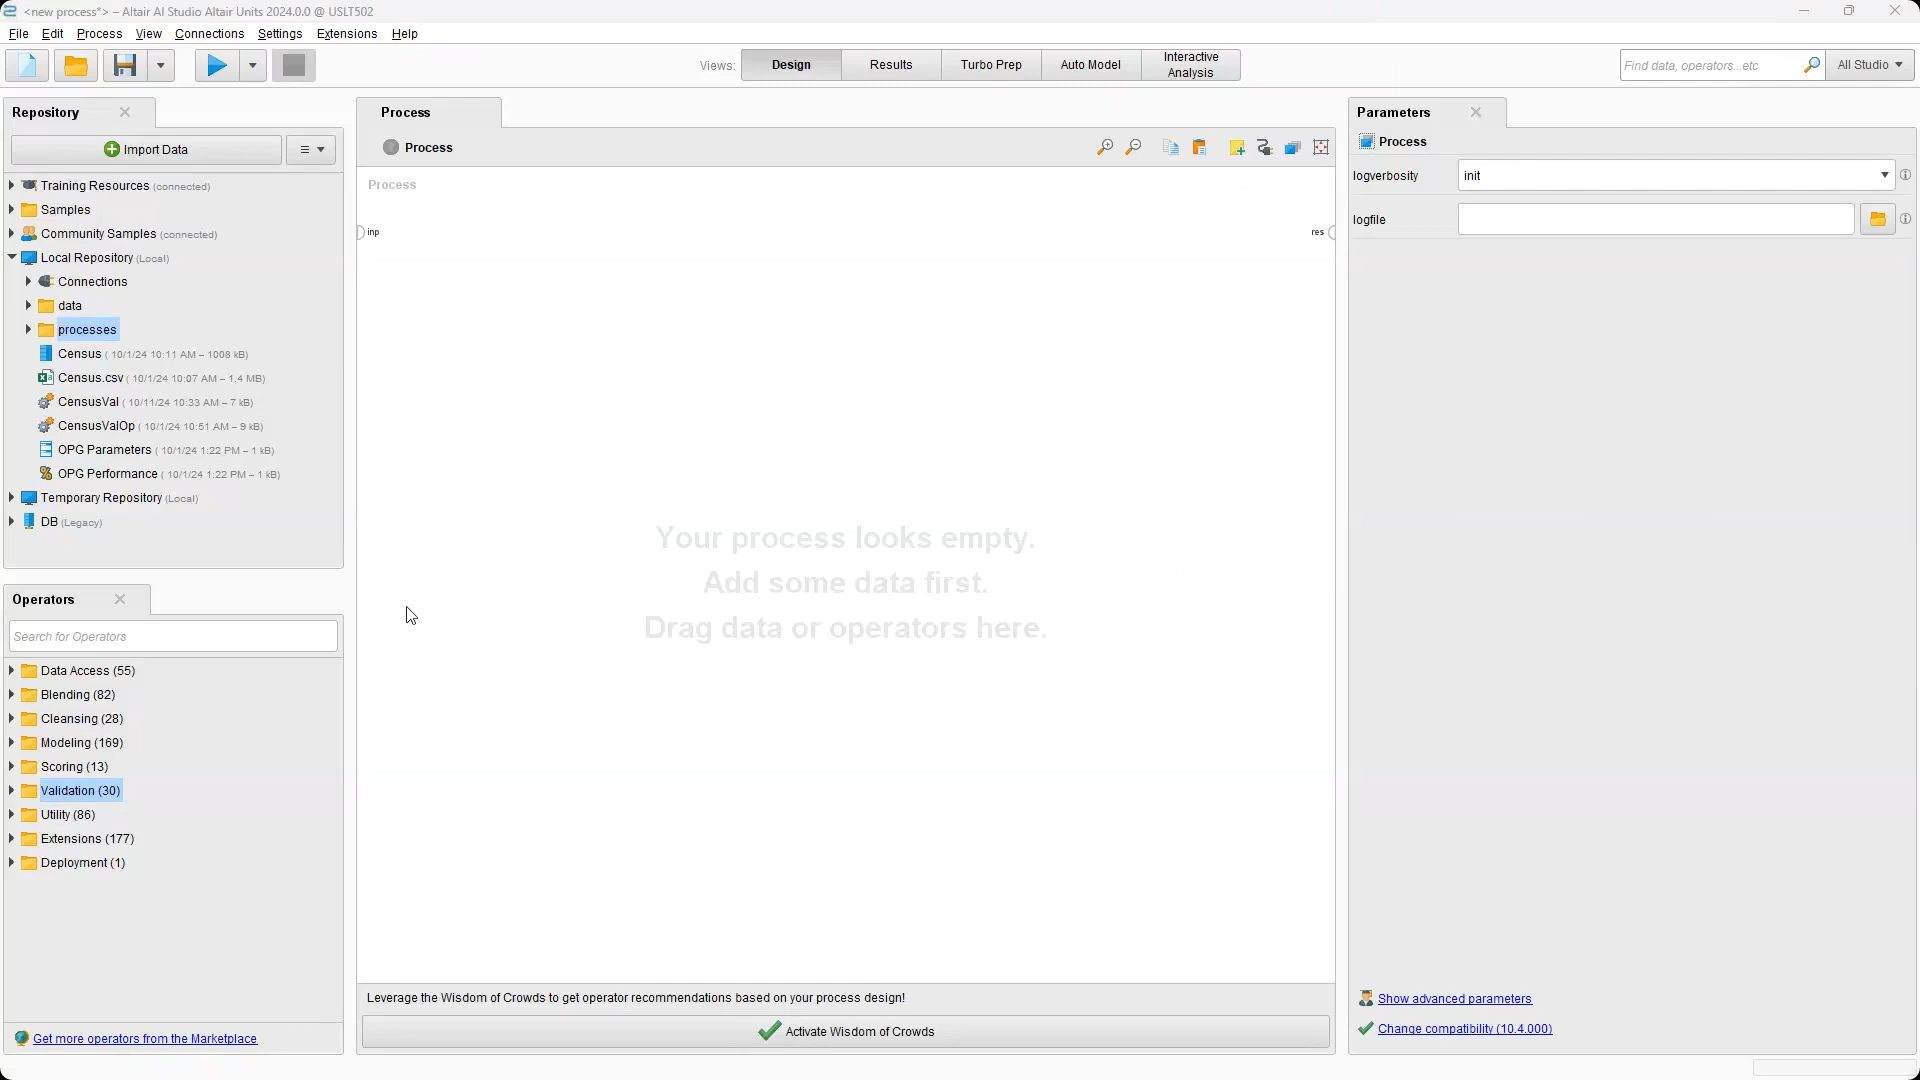 <new process*> – Altair AI Studio Altair Units 2024.0.0 @ USLT502
File Edit Process View Connections Settings Extensions Help
Views: Design Results Turbo Prep Auto Model Interactive Analysis
Find data, operators...etc All Studio
Repository
Import Data
Training Resources (connected)
Samples
Community Samples (connected)
Local Repository (Local)
Connections
data
processes
Census ( 10/1/24 10:11 AM – 1008 kB)
Census.csv ( 10/1/24 10:07 AM – 1.4 MB)
CensusVal ( 10/11/24 10:33 AM – 7 kB)
CensusValOp ( 10/1/24 10:51 AM – 9 kB)
OPG Parameters ( 10/1/24 1:22 PM – 1 kB)
OPG Performance ( 10/1/24 1:22 PM – 1 kB)
Temporary Repository (Local)
DB (Legacy)
Operators
Search for Operators
Data Access (55)
Blending (82)
Cleansing (28)
Modeling (169)
Scoring (13)
Validation (30)
Utility (86)
Extensions (177)
Deployment (1)
Get more operators from the Marketplace
Process
Process
Process
inp
res
Your process looks empty.
Add some data first.
Drag data or operators here.
Leverage the Wisdom of Crowds to get operator recommendations based on your process design!
Activate Wisdom of Crowds
Parameters
Process
logverbosity init
logfile
Show advanced parameters
Change compatibility (10.4.000)